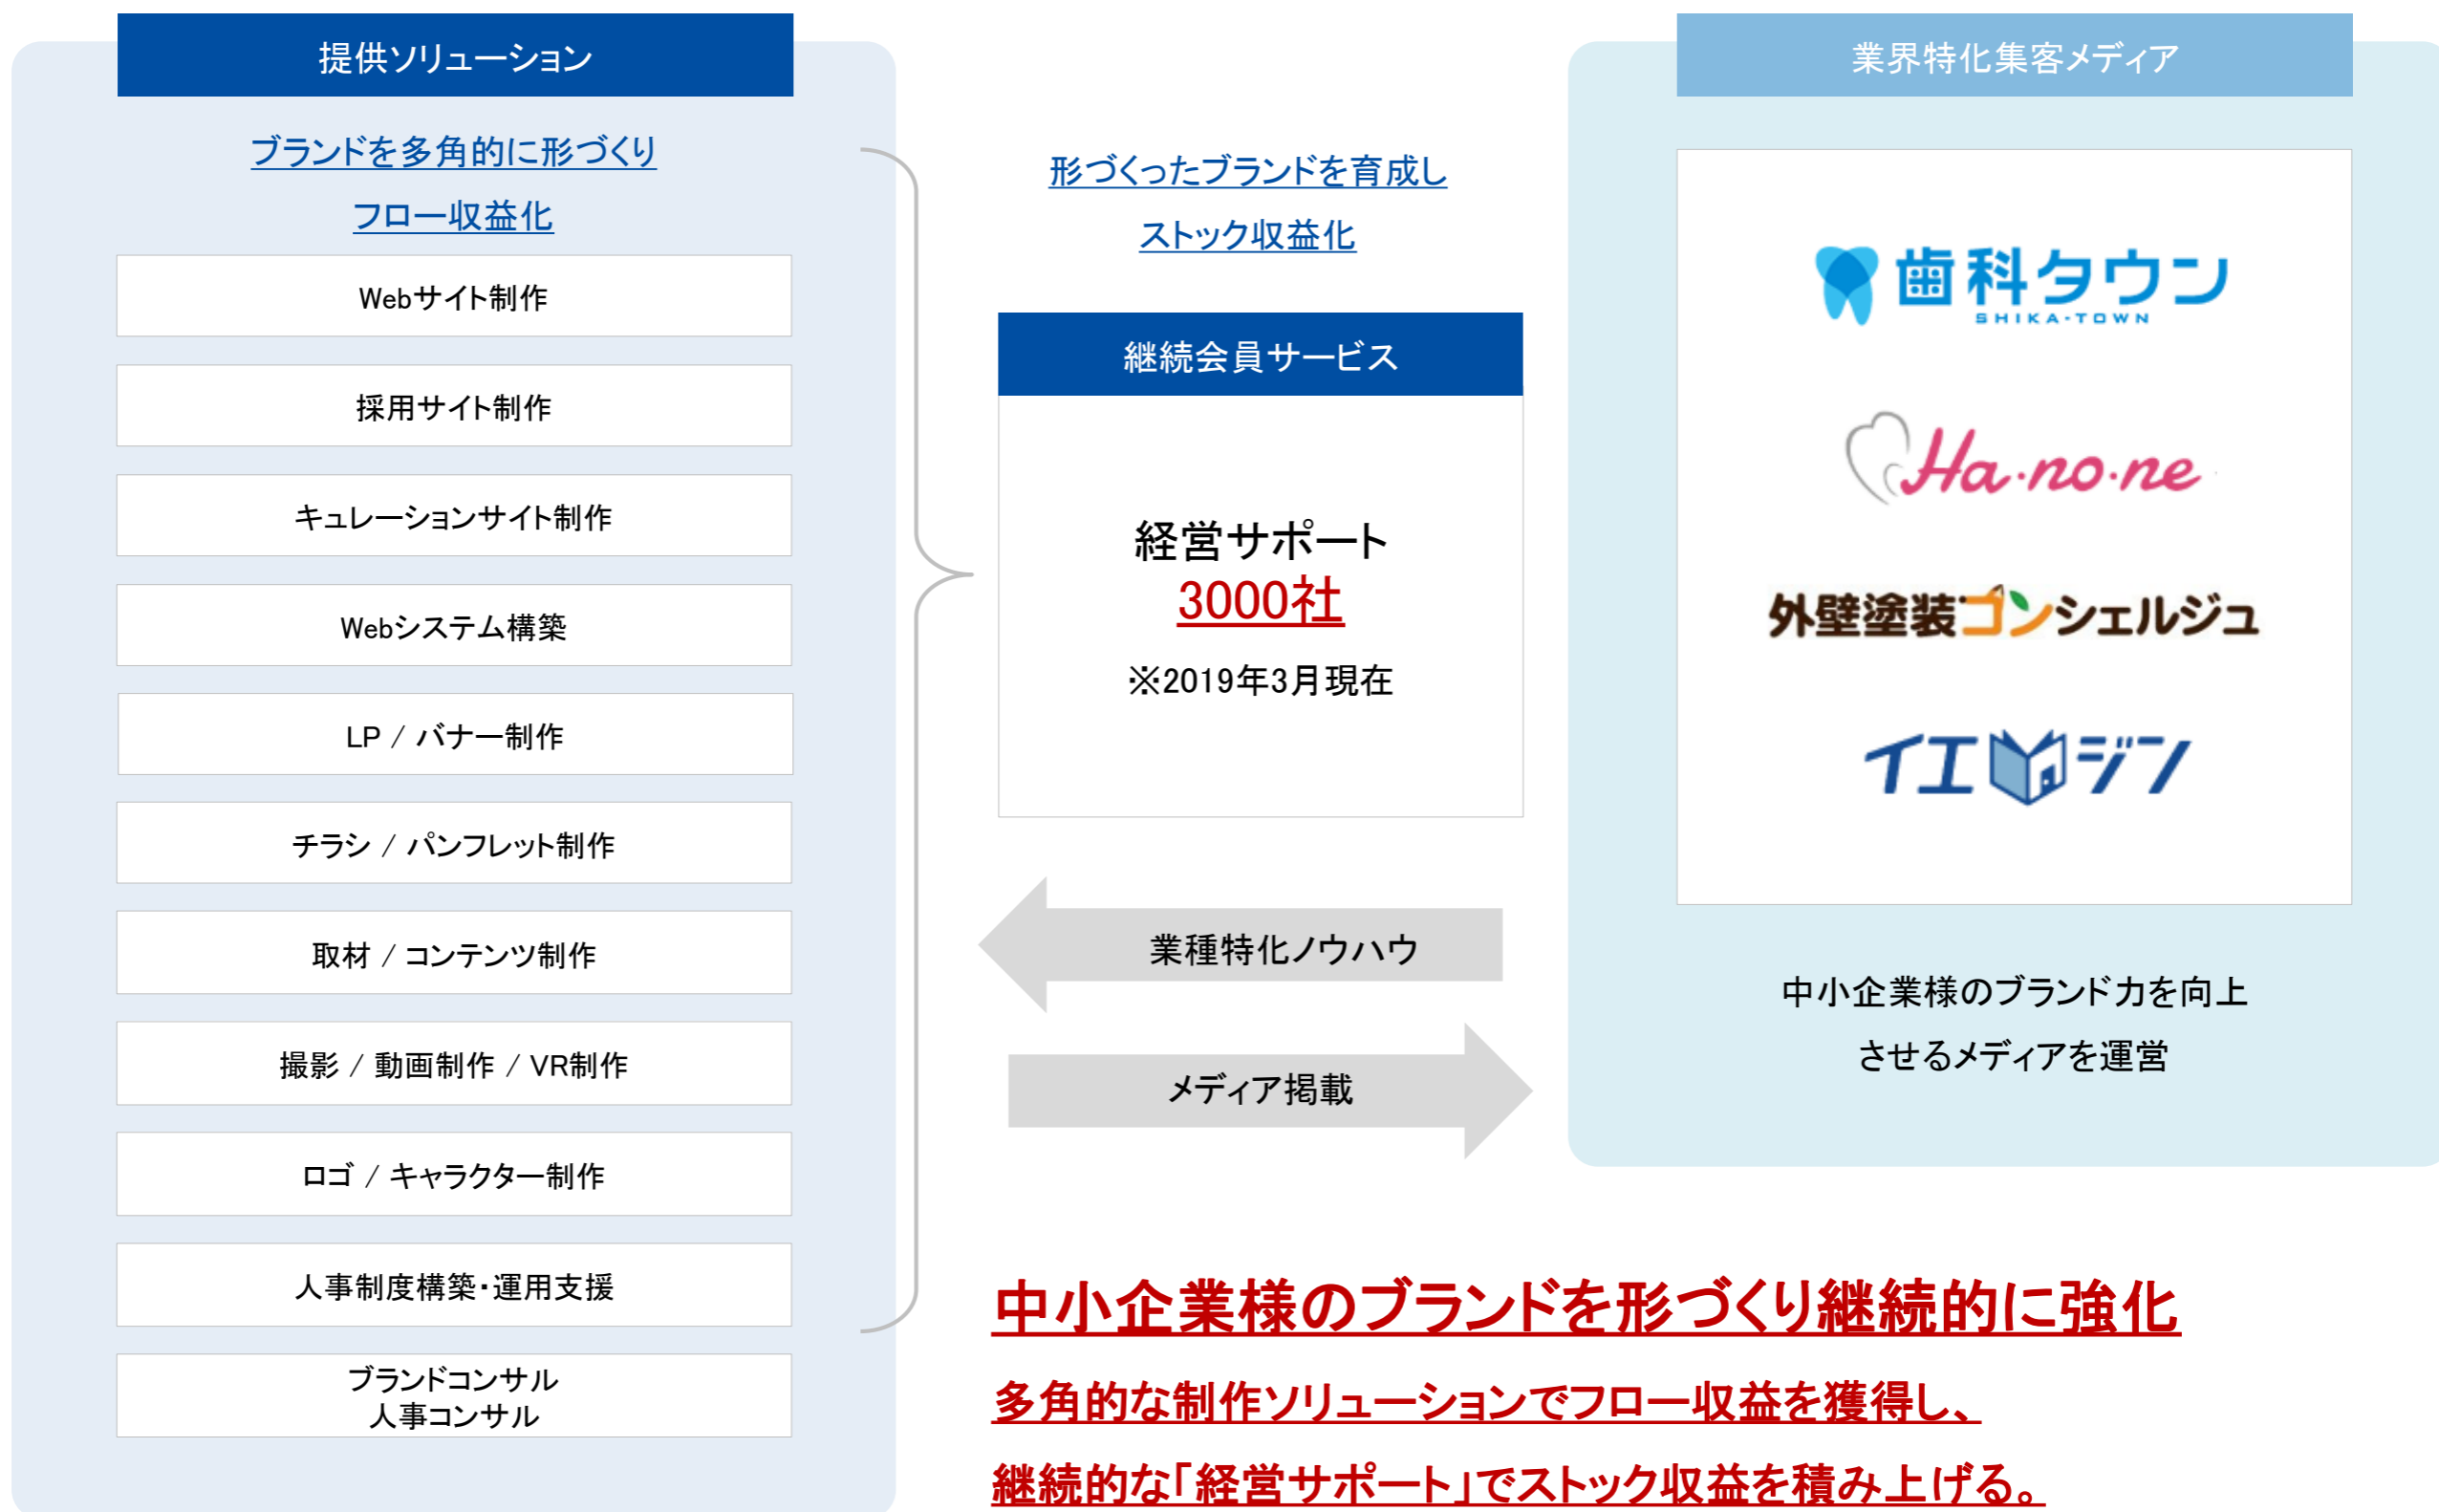 提供ソリューション
ブランドを多角的に形づくり
フロー収益化
Webサイト制作
採用サイト制作
キュレーションサイト制作
Webシステム構築
LP / バナー制作
チラシ / パンフレット制作
取材 / コンテンツ制作
撮影 / 動画制作 / VR制作
ロゴ / キャラクター制作
人事制度構築・運用支援
ブランドコンサル
人事コンサル
形づくったブランドを育成し
ストック収益化
継続会員サービス
経営サポート
3000社
※2019年3月現在
業種特化ノウハウ
メディア掲載
業界特化集客メディア
歯科タウン
SHIKA-TOWN
Ha・no・ne
外壁塗装コンシェルジュ
イエマジン
中小企業様のブランド力を向上
させるメディアを運営
中小企業様のブランドを形づくり継続的に強化
多角的な制作ソリューションでフロー収益を獲得し、
継続的な「経営サポート」でストック収益を積み上げる。